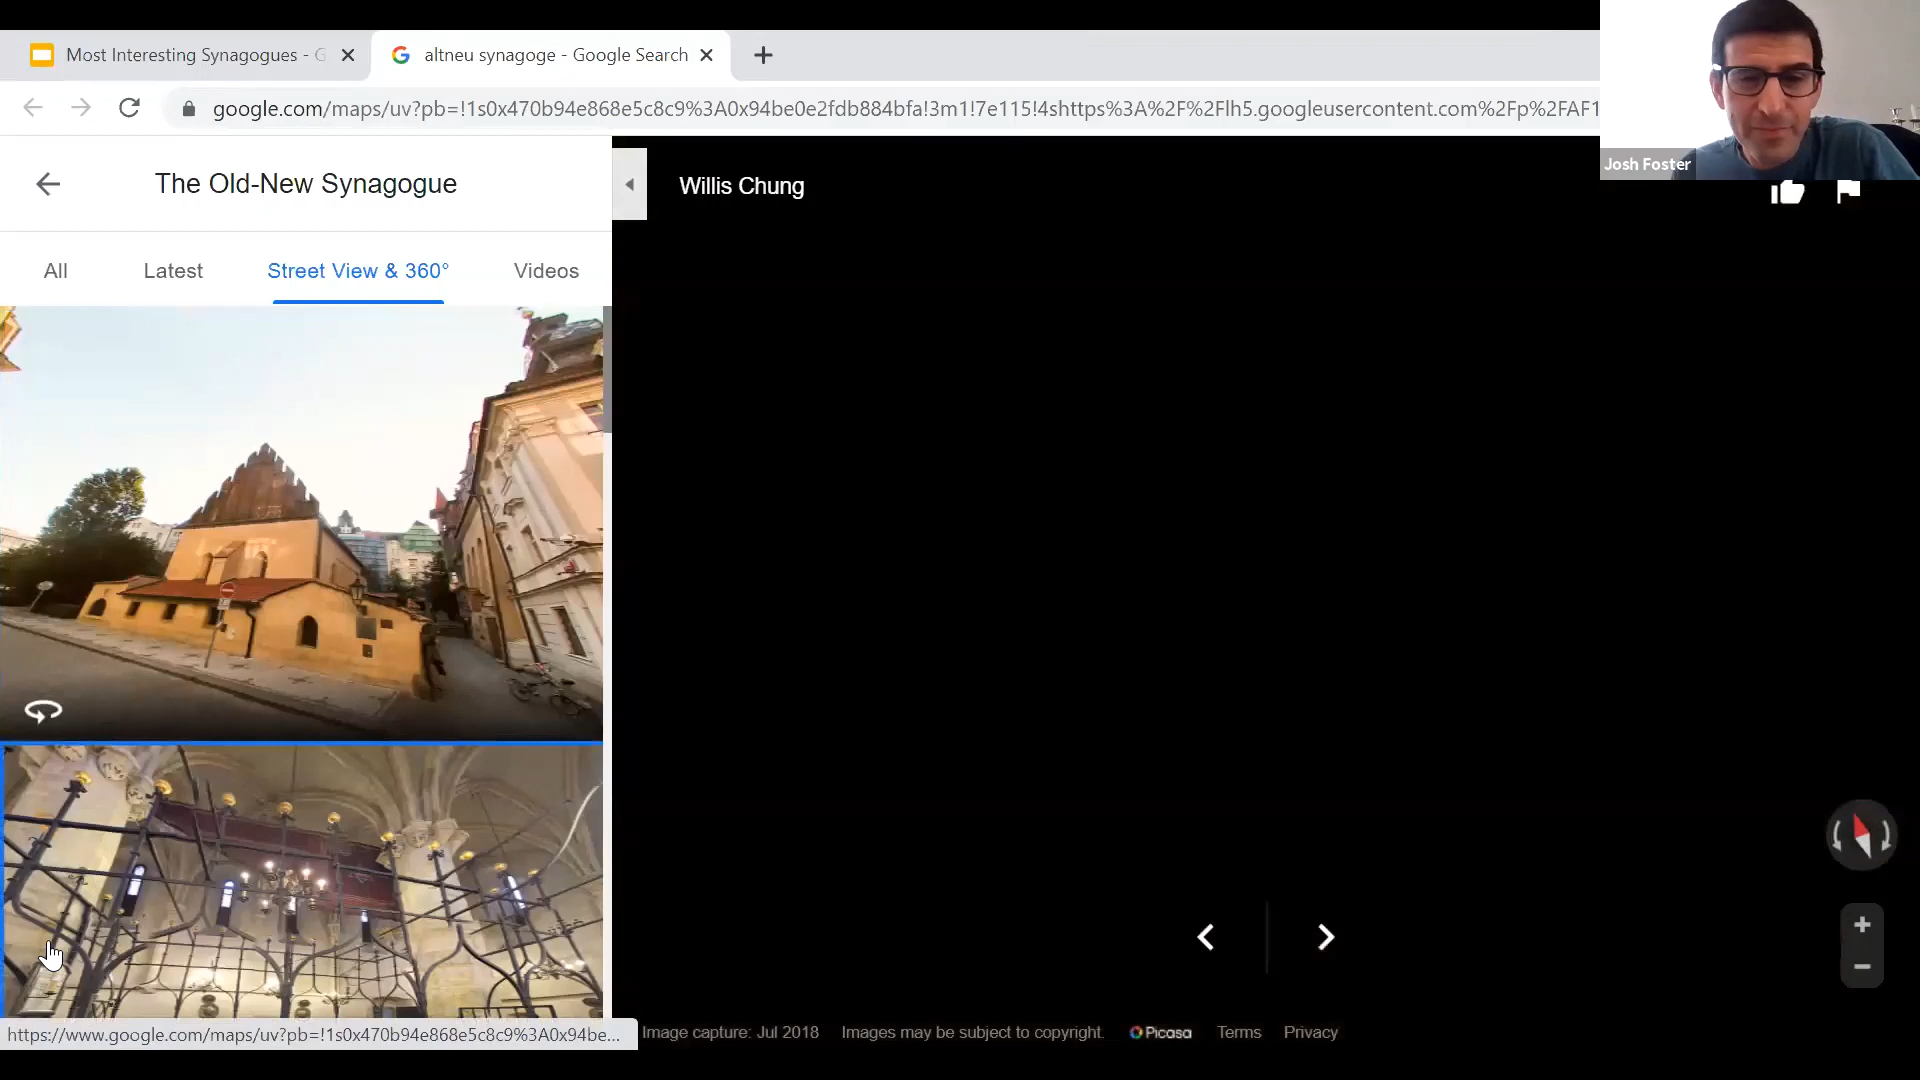 Most Interesting Synagogues - G
altneu synagoge - Google Search
google.com/maps/uv?pb=!1s0x470b94e868e5c8c9%3A0x94be0e2fdb884bfa!3m1!7e115!4shttps%3A%2F%2Flh5.googleusercontent.com%2Fp%2FAF1
Josh Foster
The Old-New Synagogue
Willis Chung
All
Latest
Street View & 360°
Videos
https://www.google.com/maps/uv?pb=!1s0x470b94e868e5c8c9%3A0x94be...
Image capture: Jul 2018
Images may be subject to copyright.
Picasa
Terms
Privacy